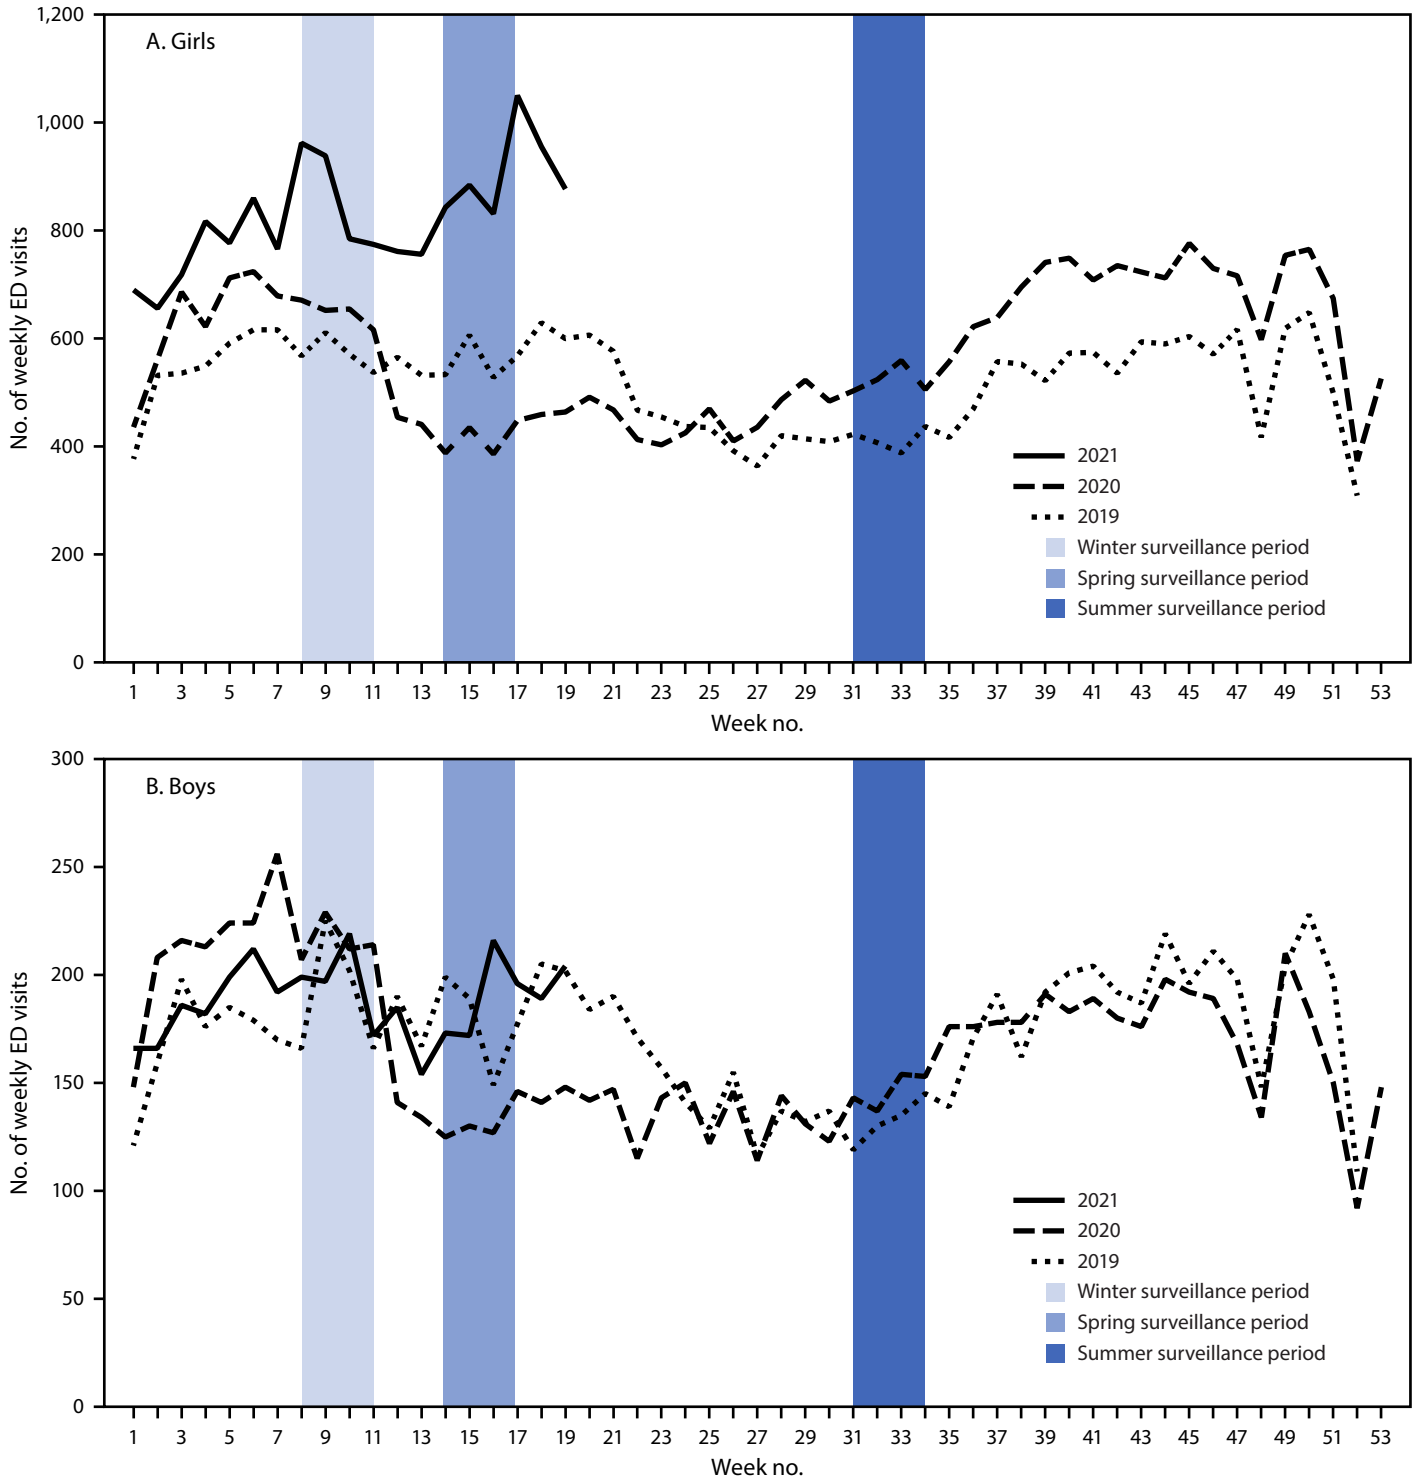 A. Girls
No. of weekly ED visits
1,200
1,000
800
600
400
200
0
2021
2020
2019
Winter surveillance period
Spring surveillance period
Summer surveillance period
1 3 5 7 9 11 13 15 17 19 21 23 25 27 29 31 33 35 37 39 41 43 45 47 49 51 53
Week no.
B. Boys
No. of weekly ED visits
300
250
200
150
100
50
0
2021
2020
2019
Winter surveillance period
Spring surveillance period
Summer surveillance period
1 3 5 7 9 11 13 15 17 19 21 23 25 27 29 31 33 35 37 39 41 43 45 47 49 51 53
Week no.